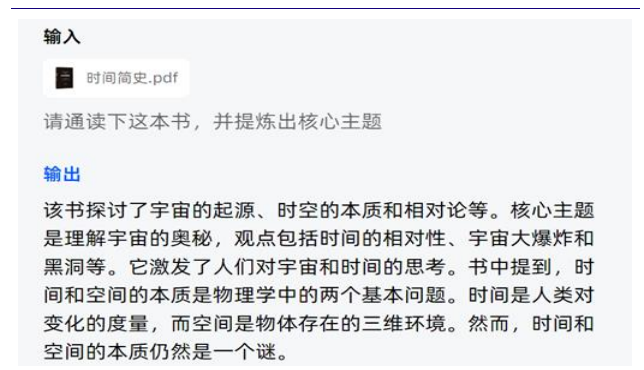 输入
时间简史.pdf
请通读下这本书，并提炼出核心主题
输出
该书探讨了宇宙的起源、时空的本质和相对论等。核心主题
是理解宇宙的奥秘，观点包括时间的相对性、宇宙大爆炸和
黑洞等。它激发了人们对宇宙和时间的思考。书中提到，时
间和空间的本质是物理学中的两个基本问题。时间是人类对
变化的度量，而空间是物体存在的三维环境。然而，时间和
空间的本质仍然是一个谜。